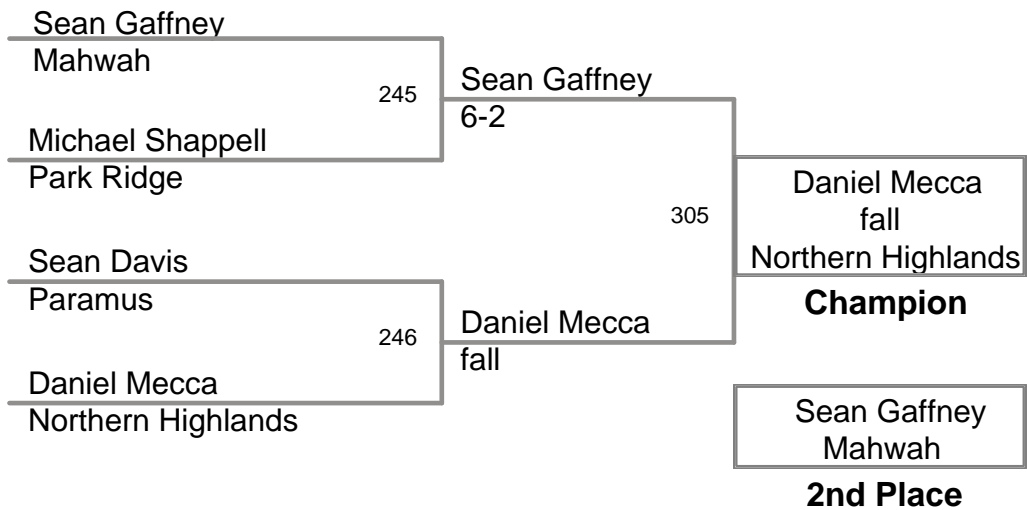 Sean Gaffney
Mahwah
245
Michael Shappell
Park Ridge
Sean Gaffney
6-2
Sean Davis
Paramus
246
Daniel Mecca
Northern Highlands
Daniel Mecca
fall
305
Daniel Mecca
fall
Northern Highlands
Champion
Sean Gaffney
Mahwah
2nd Place